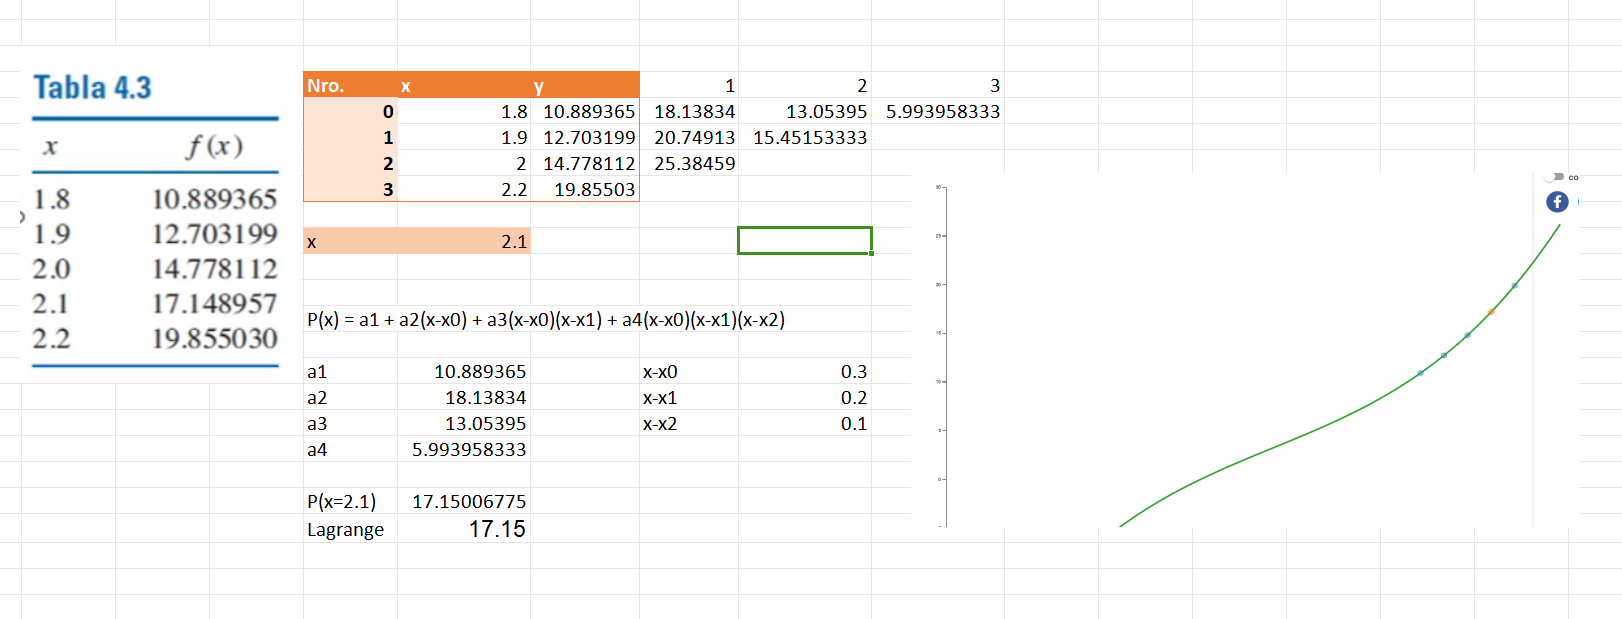 Tabla 4.3
x f(x)
1.8 10.889365
1.9 12.703199
2.0 14.778112
2.1 17.148957
2.2 19.855030
Nro. x y 1 2 3
0 1.8 10.889365 18.13834 13.05395 5.993958333
1 1.9 12.703199 20.74913 15.45153333
2 2 14.778112 25.38459
3 2.2 19.85503
x 2.1
P(x) = a1 + a2(x-x0) + a3(x-x0)(x-x1) + a4(x-x0)(x-x1)(x-x2)
a1 10.889365 x-x0 0.3
a2 18.13834 x-x1 0.2
a3 13.05395 x-x2 0.1
a4 5.993958333
P(x=2.1) 17.15006775
Lagrange 17.15
co
f
30
25
20
15
10
5
0